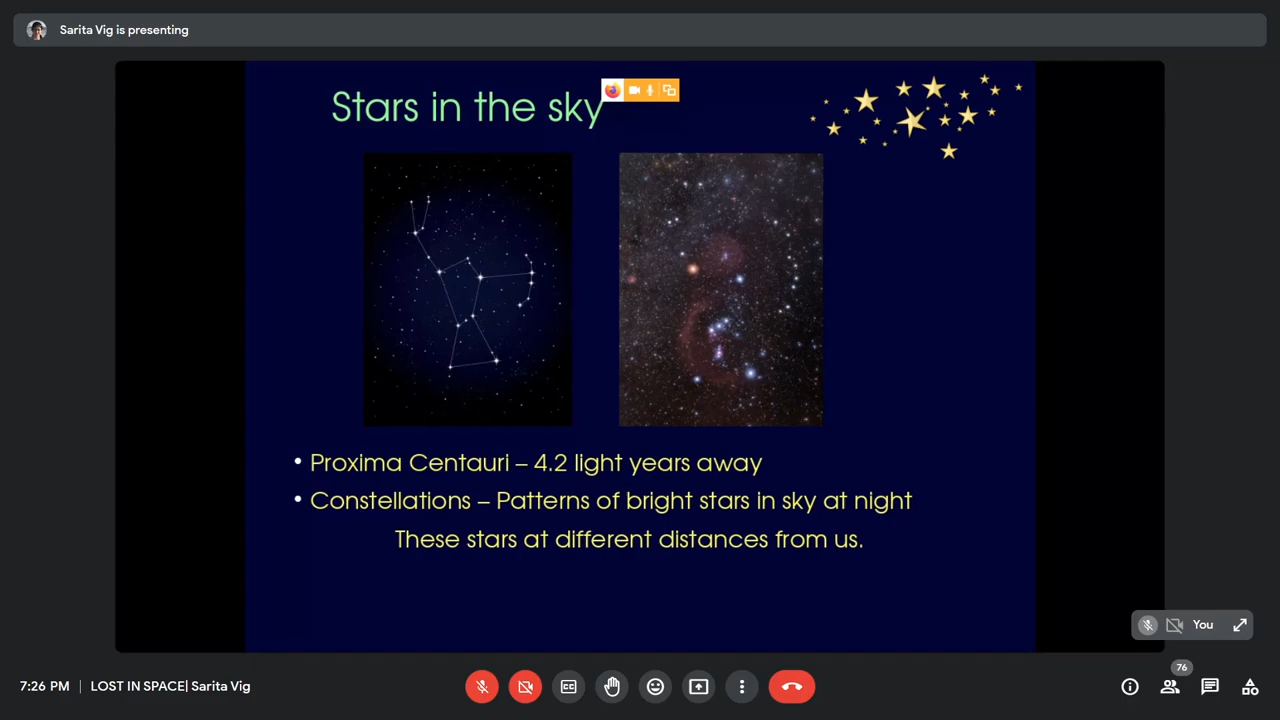 Sarita Vig is presenting
Stars in the sky
• Proxima Centauri – 4.2 light years away
• Constellations – Patterns of bright stars in sky at night
These stars at different distances from us.
You
76
7:26 PM | LOST IN SPACE| Sarita Vig
CC